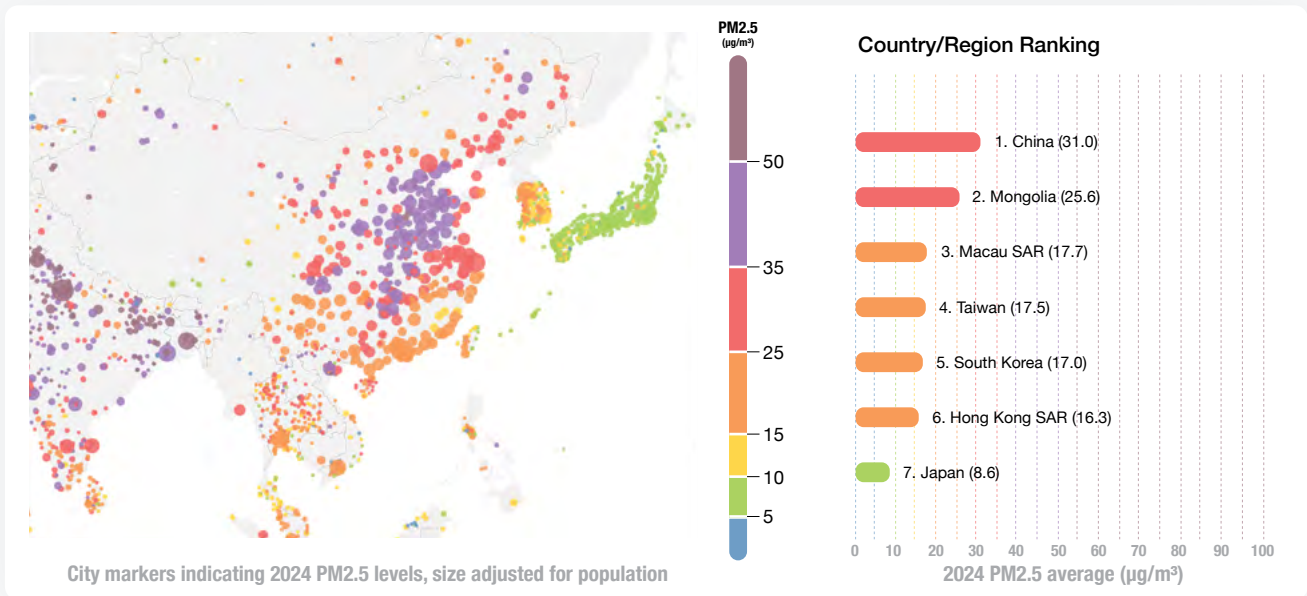 PM2.5
(µg/m³)
50
35
25
15
10
5
Country/Region Ranking
1. China (31.0)
2. Mongolia (25.6)
3. Macau SAR (17.7)
4. Taiwan (17.5)
5. South Korea (17.0)
6. Hong Kong SAR (16.3)
7. Japan (8.6)
0 10 20 30 40 50 60 70 80 90 100
2024 PM2.5 average (µg/m³)
City markers indicating 2024 PM2.5 levels, size adjusted for population